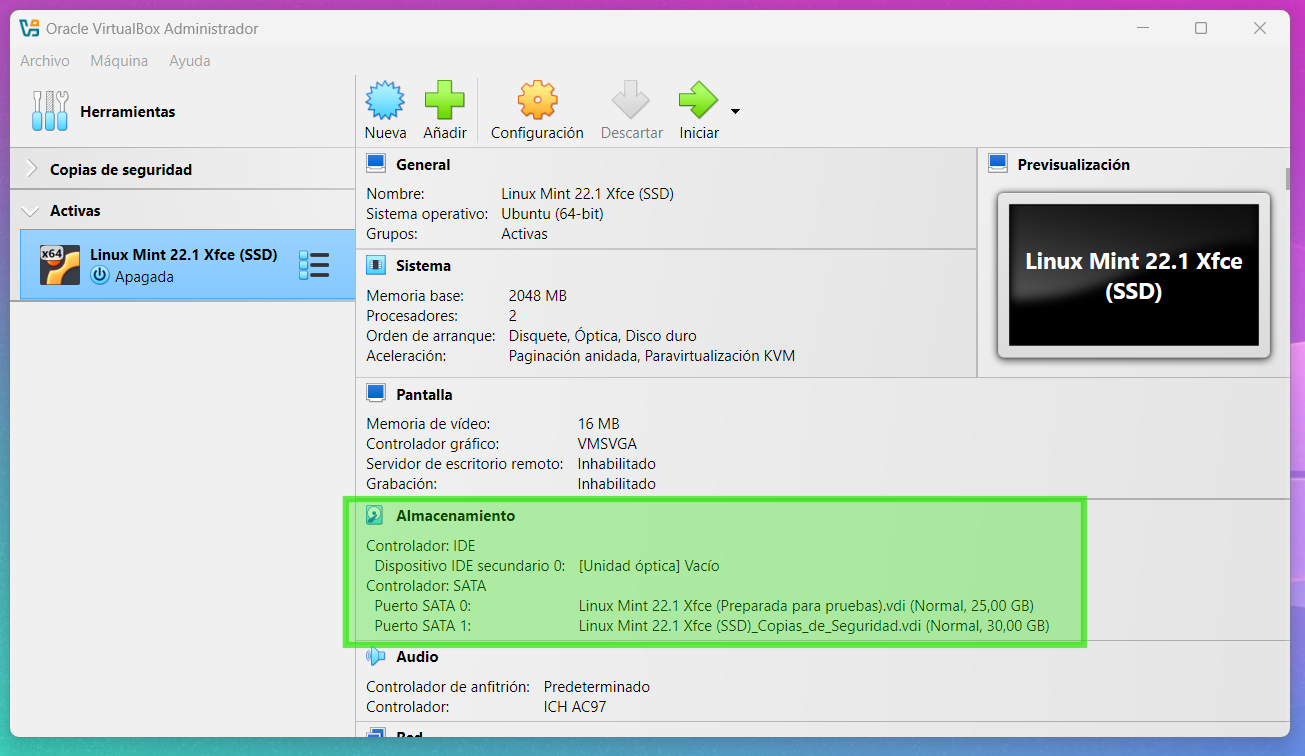 Oracle VirtualBox Administrador
Archivo Máquina Ayuda
Herramientas
Nueva Añadir Configuración Descartar Iniciar
Copias de seguridad
Activas
x64
Linux Mint 22.1 Xfce (SSD)
Apagada
General
Nombre: Linux Mint 22.1 Xfce (SSD)
Sistema operativo: Ubuntu (64-bit)
Grupos: Activas
Sistema
Memoria base: 2048 MB
Procesadores: 2
Orden de arranque: Disquete, Óptica, Disco duro
Aceleración: Paginación anidada, Paravirtualización KVM
Previsualización
Linux Mint 22.1 Xfce
(SSD)
Pantalla
Memoria de vídeo: 16 MB
Controlador gráfico: VMSVGA
Servidor de escritorio remoto: Inhabilitado
Grabación: Inhabilitado
Almacenamiento
Controlador: IDE
Dispositivo IDE secundario 0: [Unidad óptica] Vacío
Controlador: SATA
Puerto SATA 0: Linux Mint 22.1 Xfce (Preparada para pruebas).vdi (Normal, 25,00 GB)
Puerto SATA 1: Linux Mint 22.1 Xfce (SSD)_Copias_de_Seguridad.vdi (Normal, 30,00 GB)
Audio
Controlador de anfitrión: Predeterminado
Controlador: ICH AC97
Red